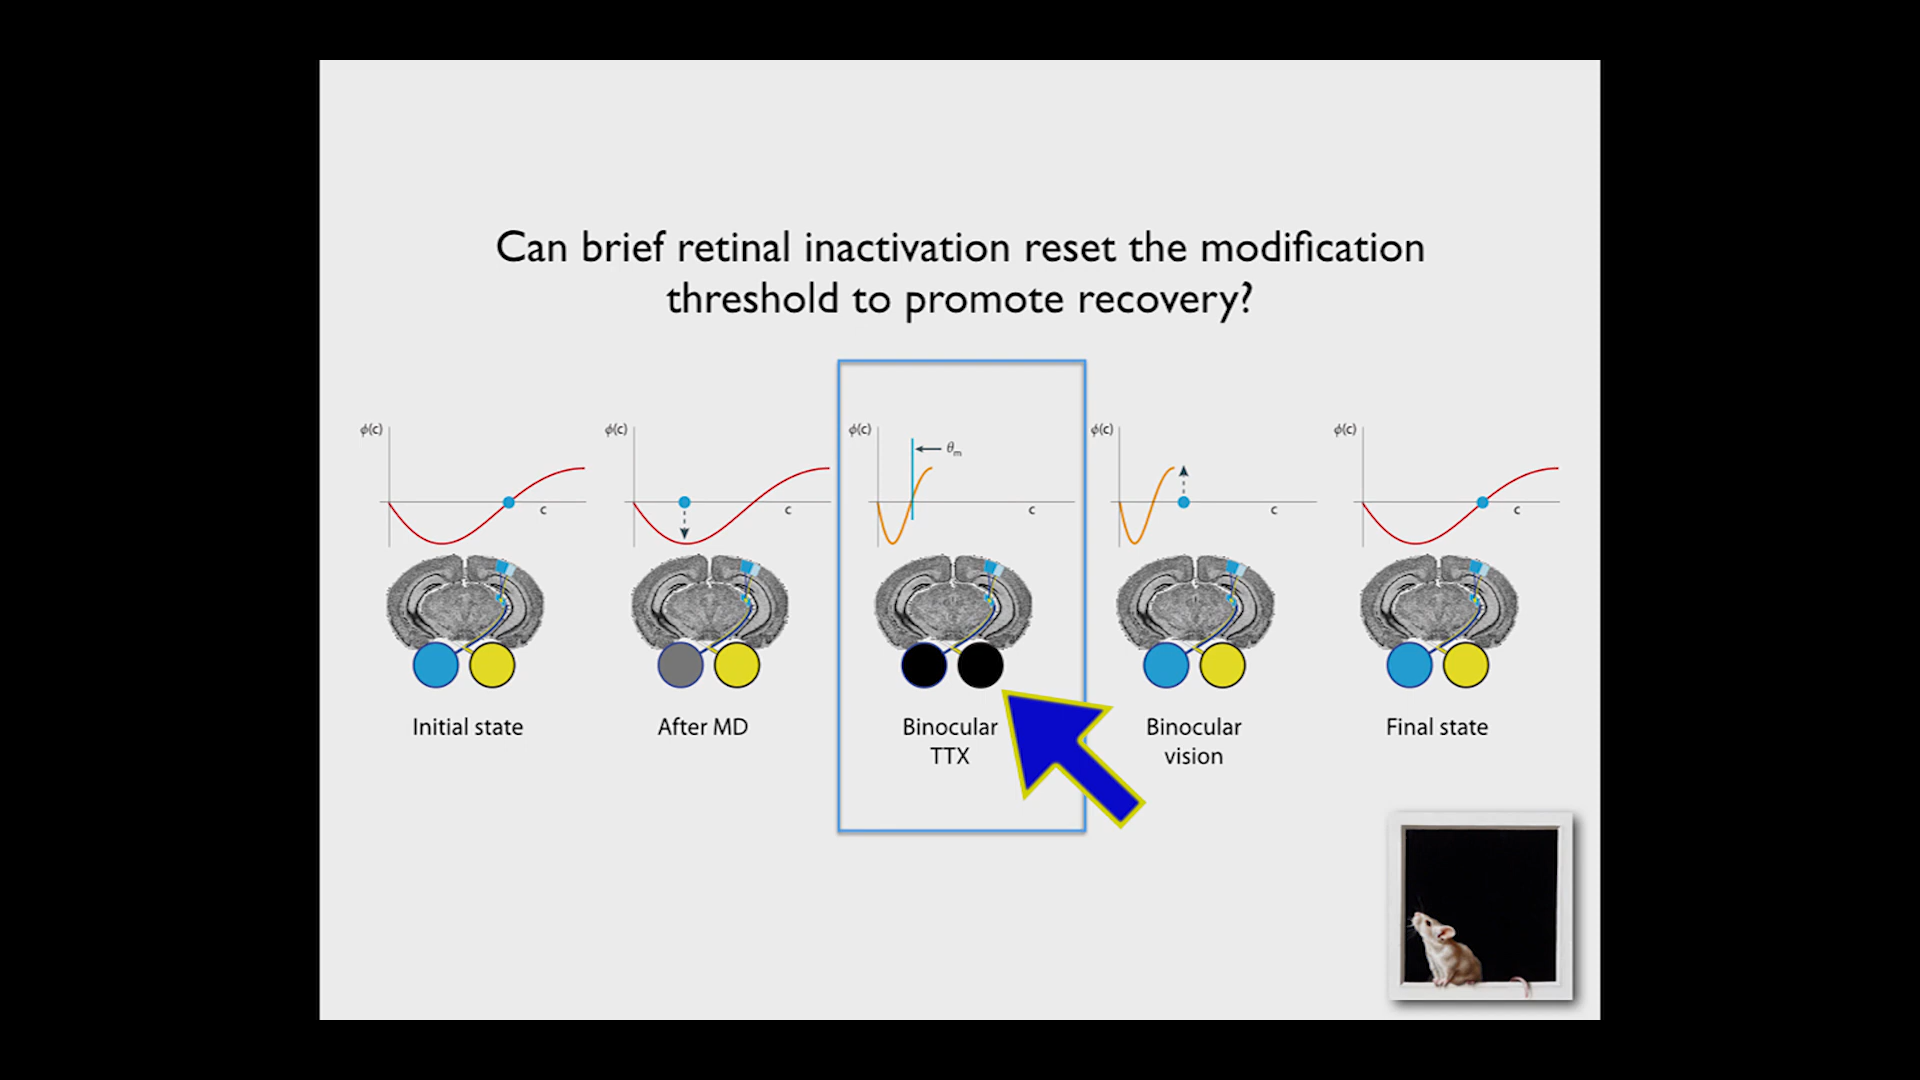 Can brief retinal inactivation reset the modification
threshold to promote recovery?
ϕ(c)
c
ϕ(c)
c
ϕ(c)
θm
c
ϕ(c)
c
ϕ(c)
c
Initial state
After MD
Binocular
TTX
Binocular
vision
Final state